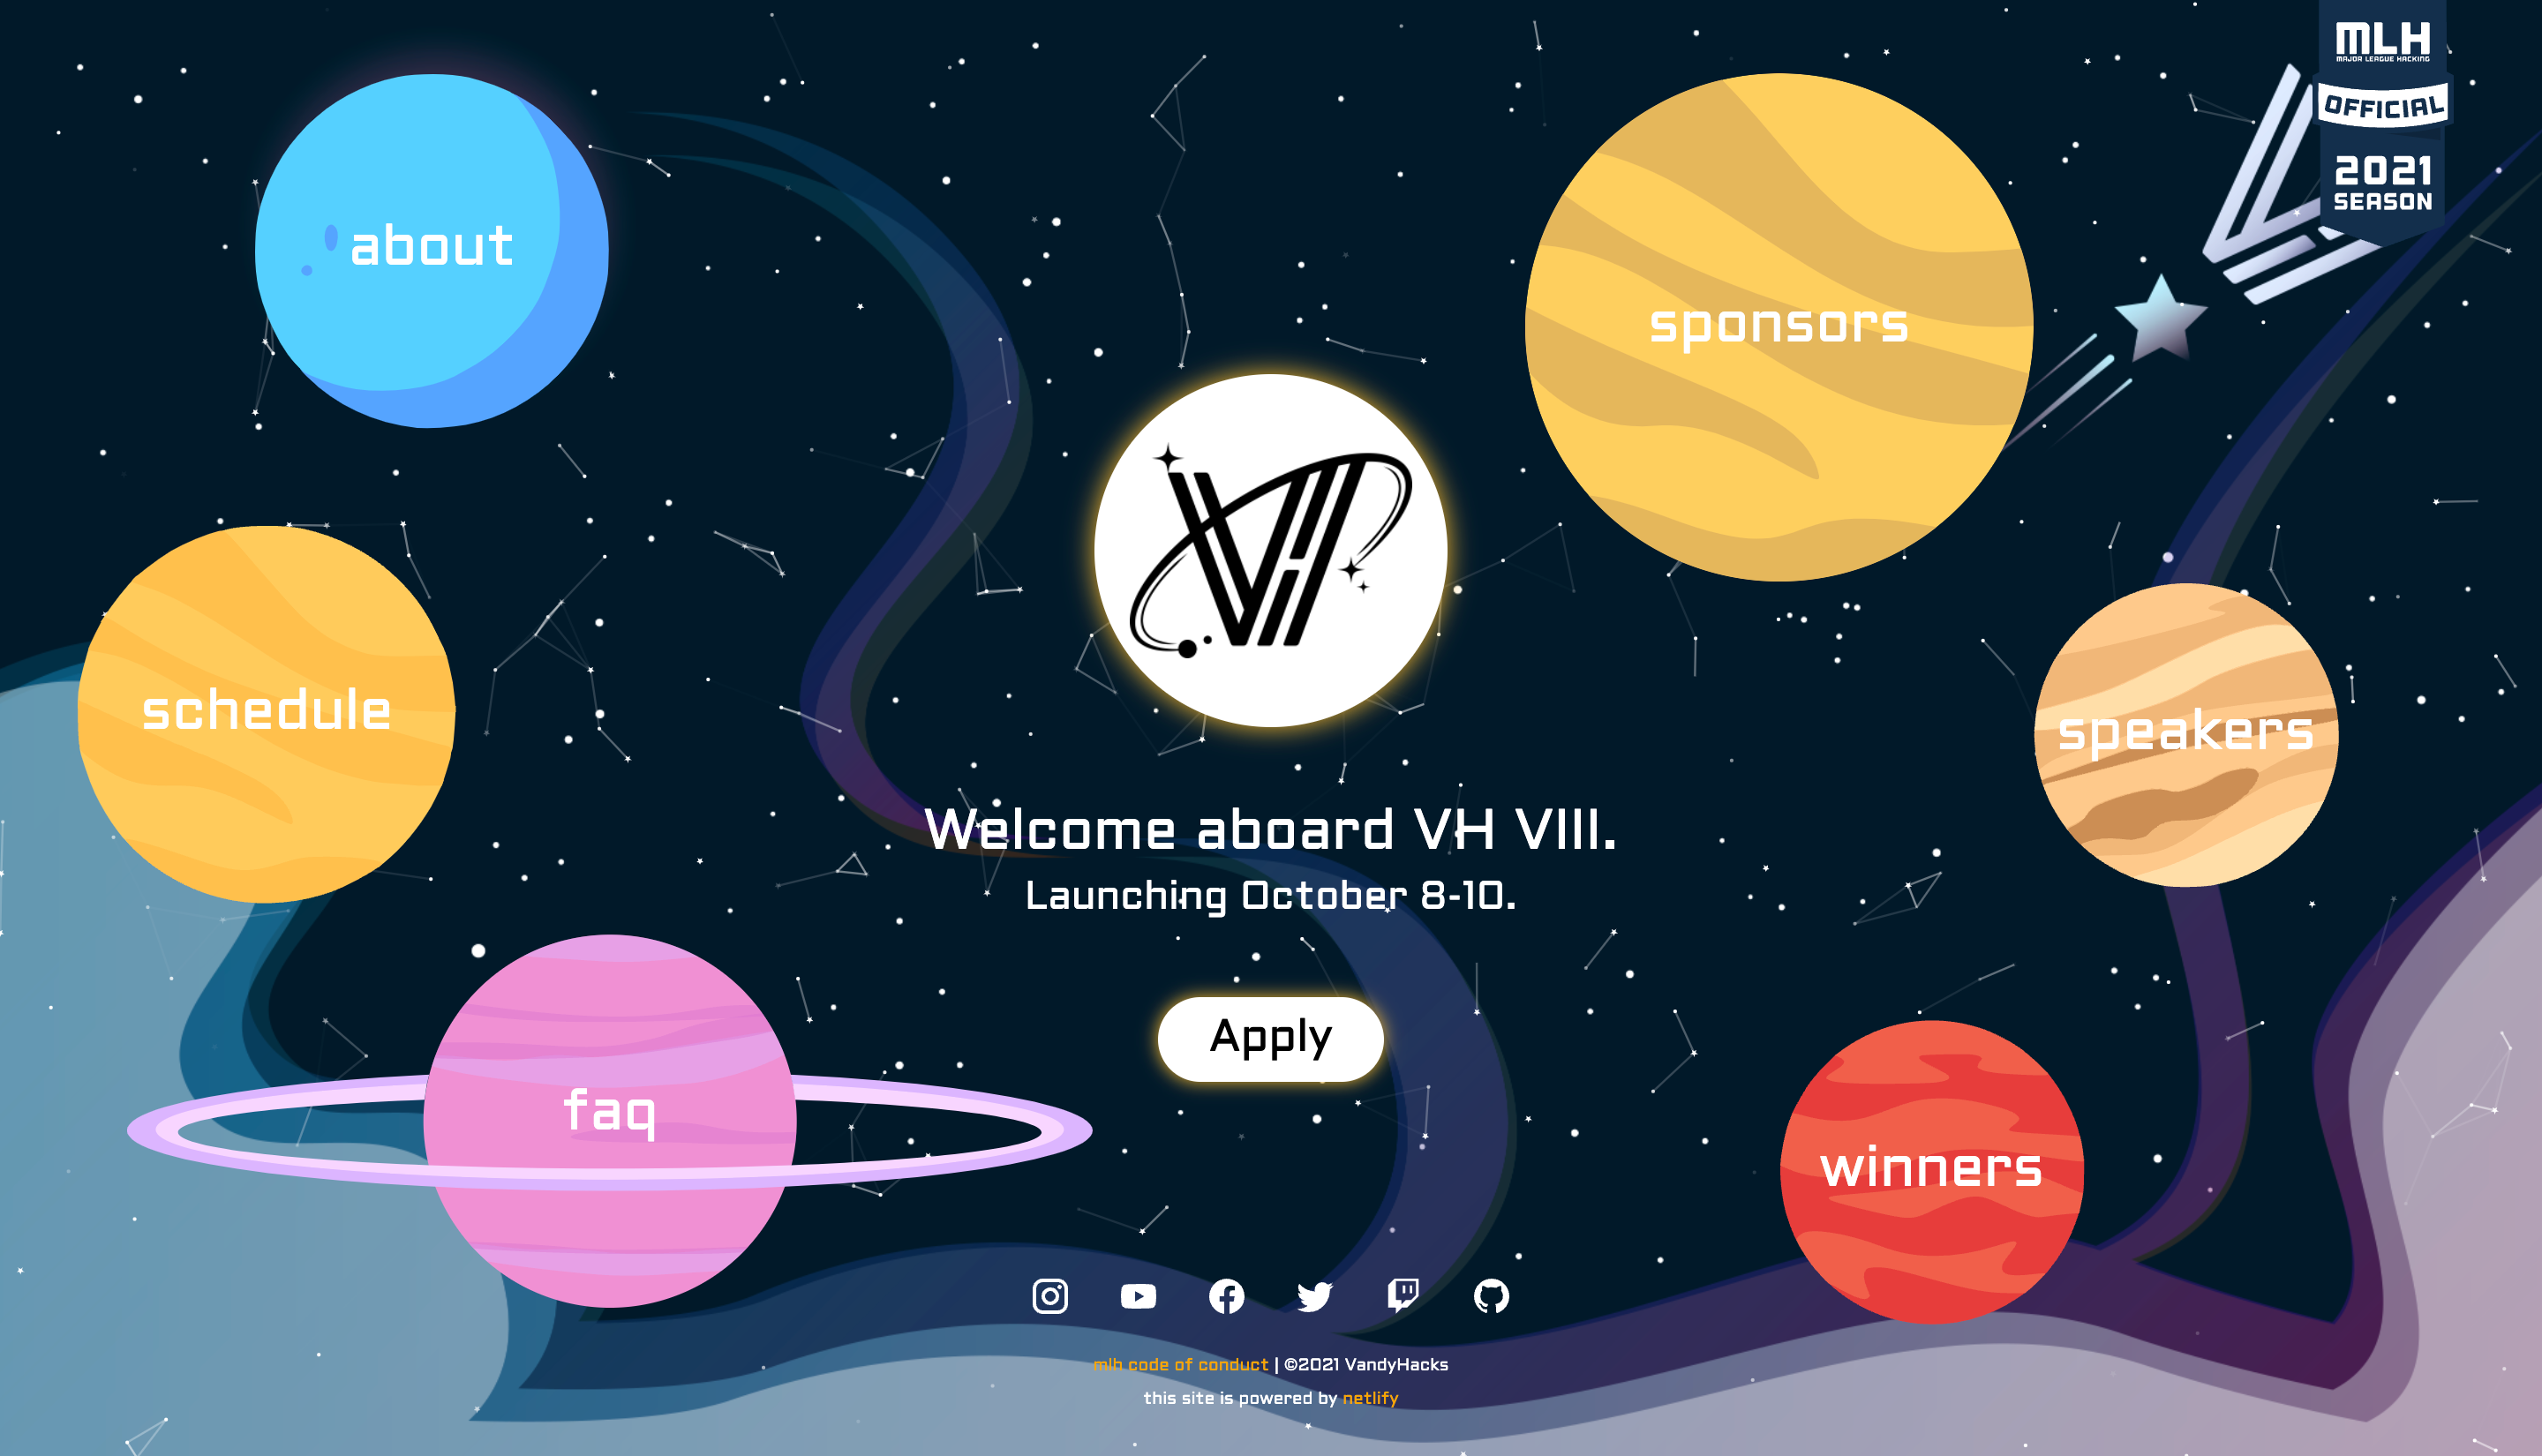 MLH
MAJOR LEAGUE HACKING
OFFICIAL
2021
SEASON
about
sponsors
VH
schedule
speakers
Welcome aboard VH VIII.
Launching October 8-10.
Apply
faq
winners
mlh code of conduct | ©2021 VandyHacks
this site is powered by netlify